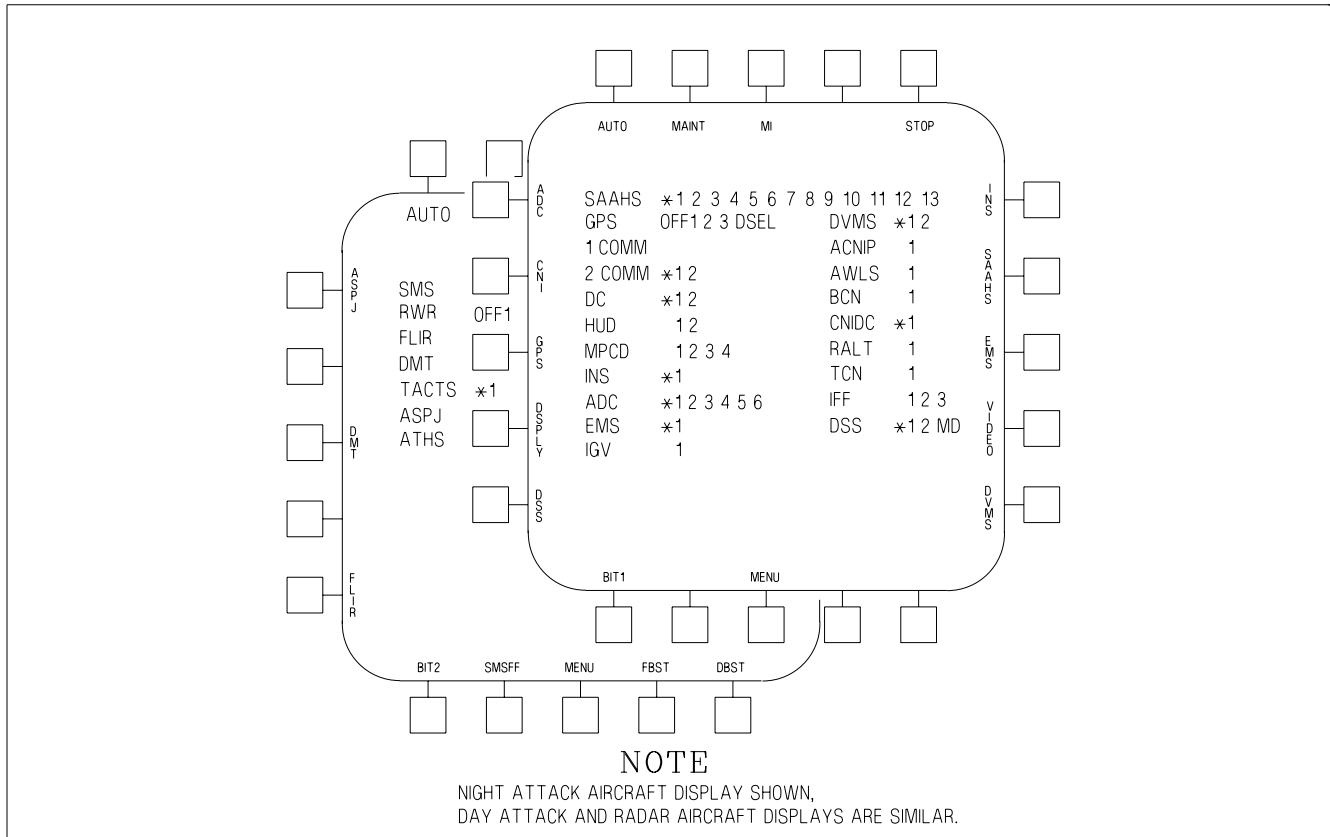 AUTO MAINT MI STOP
ADC
CNI
GPS
DSPLY
DSS
SAAHS *1 2 3 4 5 6 7 8 9 10 11 12 13
GPS OFF1 2 3 DSEL DVMS *1 2
1 COMM ACNIP 1
2 COMM *1 2 AWLS 1
DC *1 2 BCN 1
HUD 1 2 CNIDC *1
MPCD 1 2 3 4 RALT 1
INS *1 TCN 1
ADC *1 2 3 4 5 6 IFF 1 2 3
EMS *1 DSS *1 2 MD
IGV 1
INS
SAAHS
EMS
VIDEO
DVMS
BIT1 MENU
AUTO
ASPJ
DMT
FLIR
SMS
RWR OFF1
FLIR
DMT
TACTS *1
ASPJ
ATHS
BIT2 SMSFF MENU FBST DBST
NOTE
NIGHT ATTACK AIRCRAFT DISPLAY SHOWN,
DAY ATTACK AND RADAR AIRCRAFT DISPLAYS ARE SIMILAR.